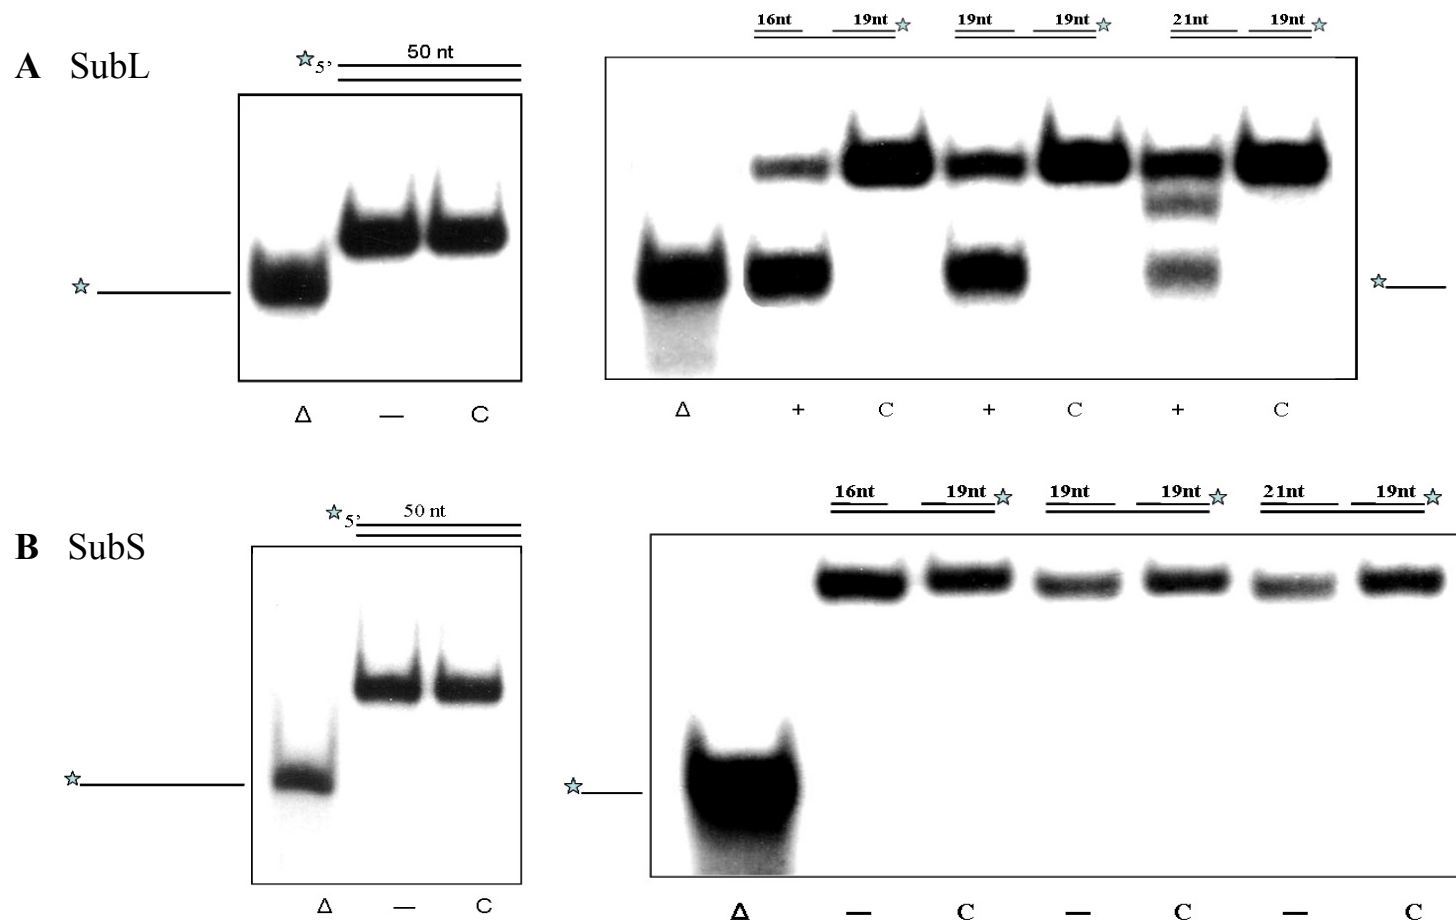 16nt 19nt 19nt 19nt 21nt 19nt
A SubL
5’ 50 nt
Δ — C
Δ + C + C + C
16nt 19nt 19nt 19nt 21nt 19nt
B SubS
5’ 50 nt
Δ — C
Δ — C — C — C